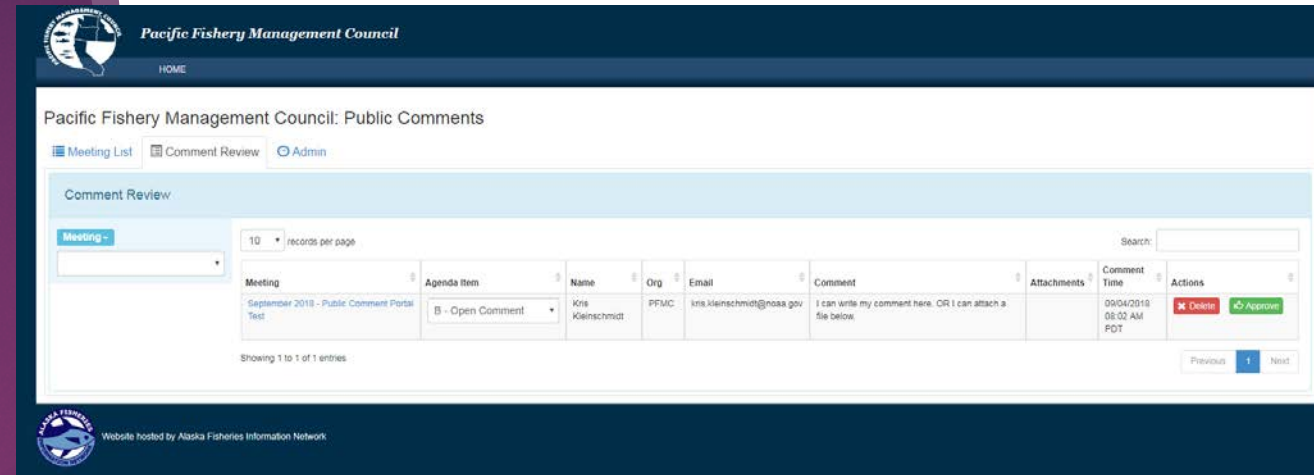 Pacific Fishery Management Council
HOME
Pacific Fishery Management Council: Public Comments
Meeting List Comment Review Admin
Comment Review
Meeting -
10 records per page
Search:
Meeting Agenda Item Name Org Email Comment Attachments Comment Time Actions
September 2018 - Public Comment Portal
Test
B - Open Comment
Kris
Kleinschmidt
PFMC
kris.kleinschmidt@noaa.gov
I can write my comment here. OR I can attach a
file below.
09/04/2018
08:02 AM
PDT
Delete Approve
Showing 1 to 1 of 1 entries
Previous 1 Next
ALASKA FISHERIES
Website hosted by Alaska Fisheries Information Network